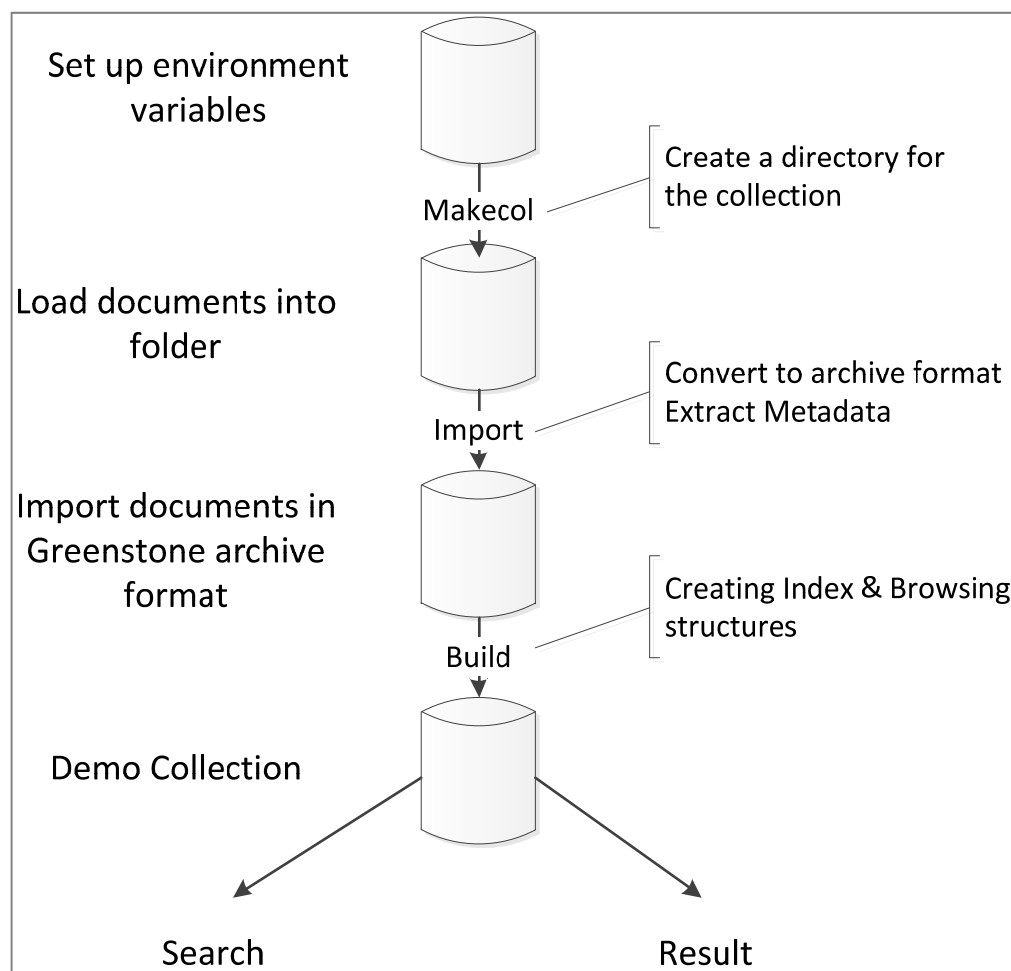 Set up environment
variables
Create a directory for
the collection
Makecol
Load documents into
folder
Convert to archive format
Extract Metadata
Import
Import documents in
Greenstone archive
format
Creating Index & Browsing
structures
Build
Demo Collection
Search
Result